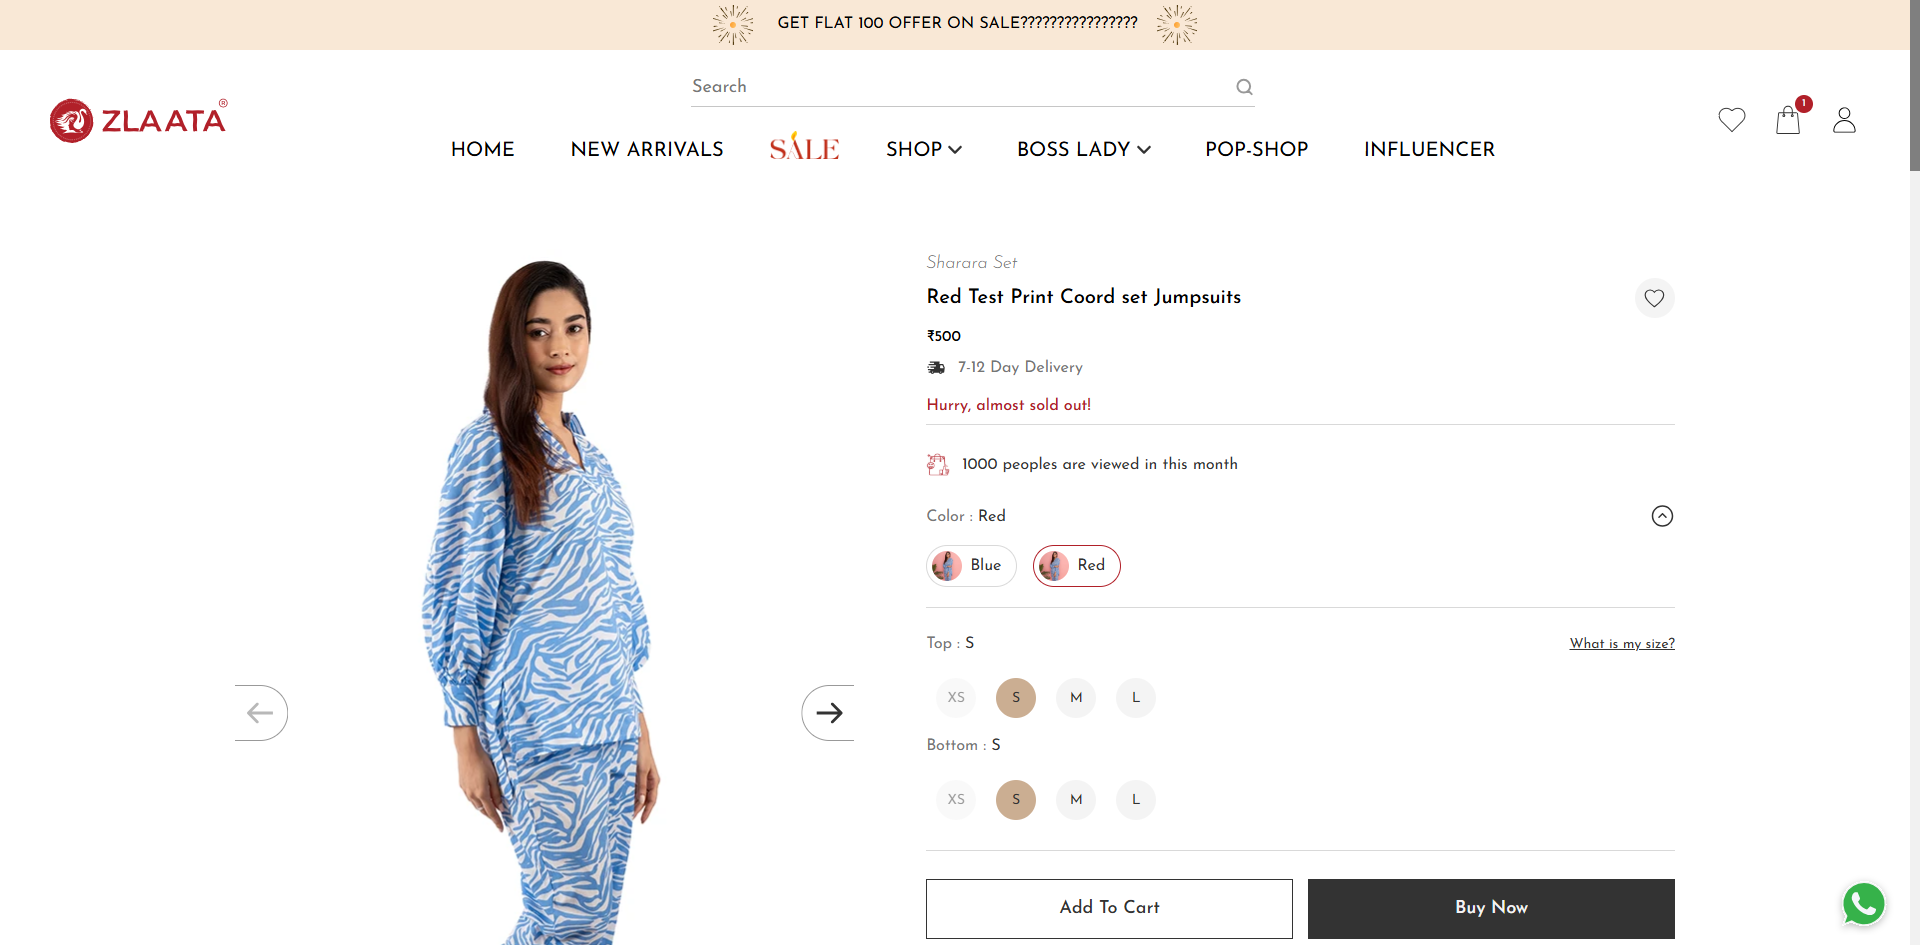 GET FLAT 100 OFFER ON SALE????????????????
Search
ZLAATA®
1
HOME
NEW ARRIVALS
SALE
SHOP
BOSS LADY
POP-SHOP
INFLUENCER
Sharara Set
Red Test Print Coord set Jumpsuits
₹500
7-12 Day Delivery
Hurry, almost sold out!
1000 peoples are viewed in this month
Color : Red
Blue
Red
Top : S
What is my size?
XS S M L
Bottom : S
XS S M L
Add To Cart
Buy Now